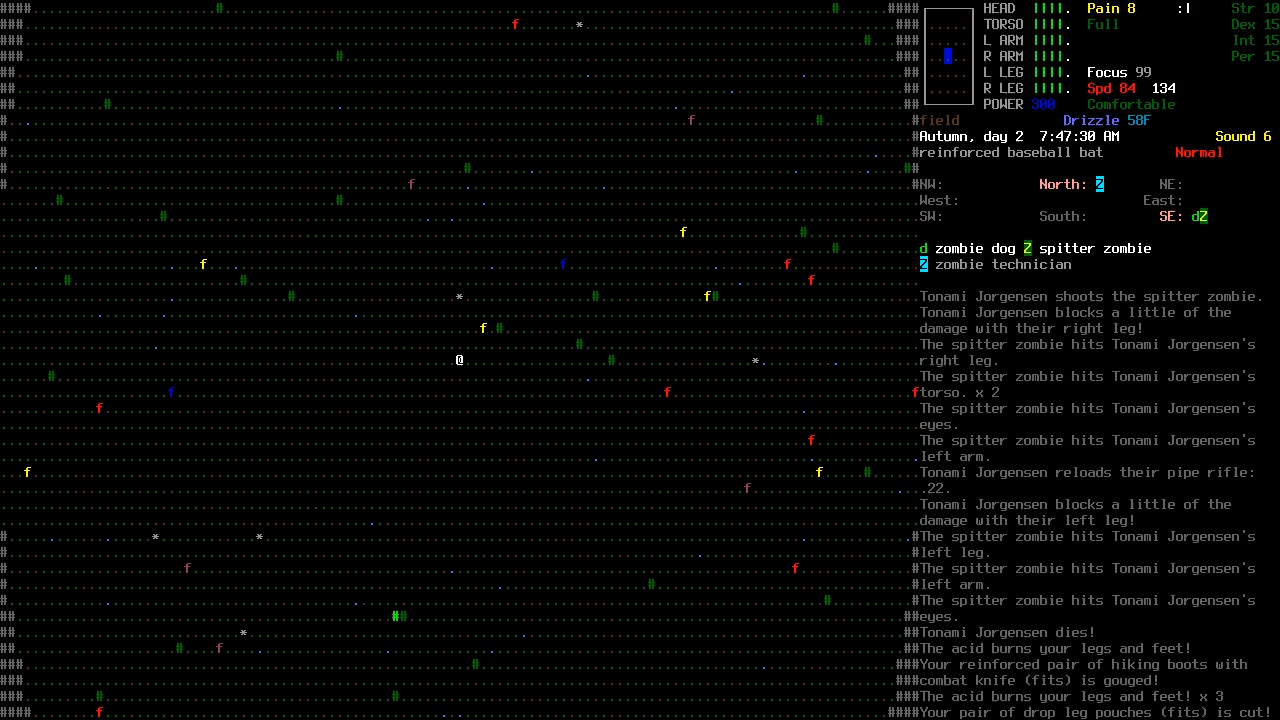 HEAD ||||. Pain 8 :| Str 10
TORSO ||||. Full Dex 15
L ARM ||||. Int 15
R ARM ||||. Per 15
L LEG ||||. Focus 99
R LEG ||||. Spd 84 134
POWER 300 Comfortable
field Drizzle 58F
Autumn, day 2 7:47:30 AM Sound 6
reinforced baseball bat Normal
NW: North: Z NE:
West: East:
SW: South: SE: dZ
d zombie dog Z spitter zombie
Z zombie technician
Tonami Jorgensen shoots the spitter zombie.
Tonami Jorgensen blocks a little of the
damage with their right leg!
The spitter zombie hits Tonami Jorgensen's
right leg.
The spitter zombie hits Tonami Jorgensen's
torso. x 2
The spitter zombie hits Tonami Jorgensen's
eyes.
The spitter zombie hits Tonami Jorgensen's
left arm.
Tonami Jorgensen reloads their pipe rifle:
.22.
Tonami Jorgensen blocks a little of the
damage with their left leg!
The spitter zombie hits Tonami Jorgensen's
left leg.
The spitter zombie hits Tonami Jorgensen's
left arm.
The spitter zombie hits Tonami Jorgensen's
eyes.
Tonami Jorgensen dies!
The acid burns your legs and feet!
Your reinforced pair of hiking boots with
combat knife (fits) is gouged!
The acid burns your legs and feet! x 3
Your pair of drop leg pouches (fits) is cut!